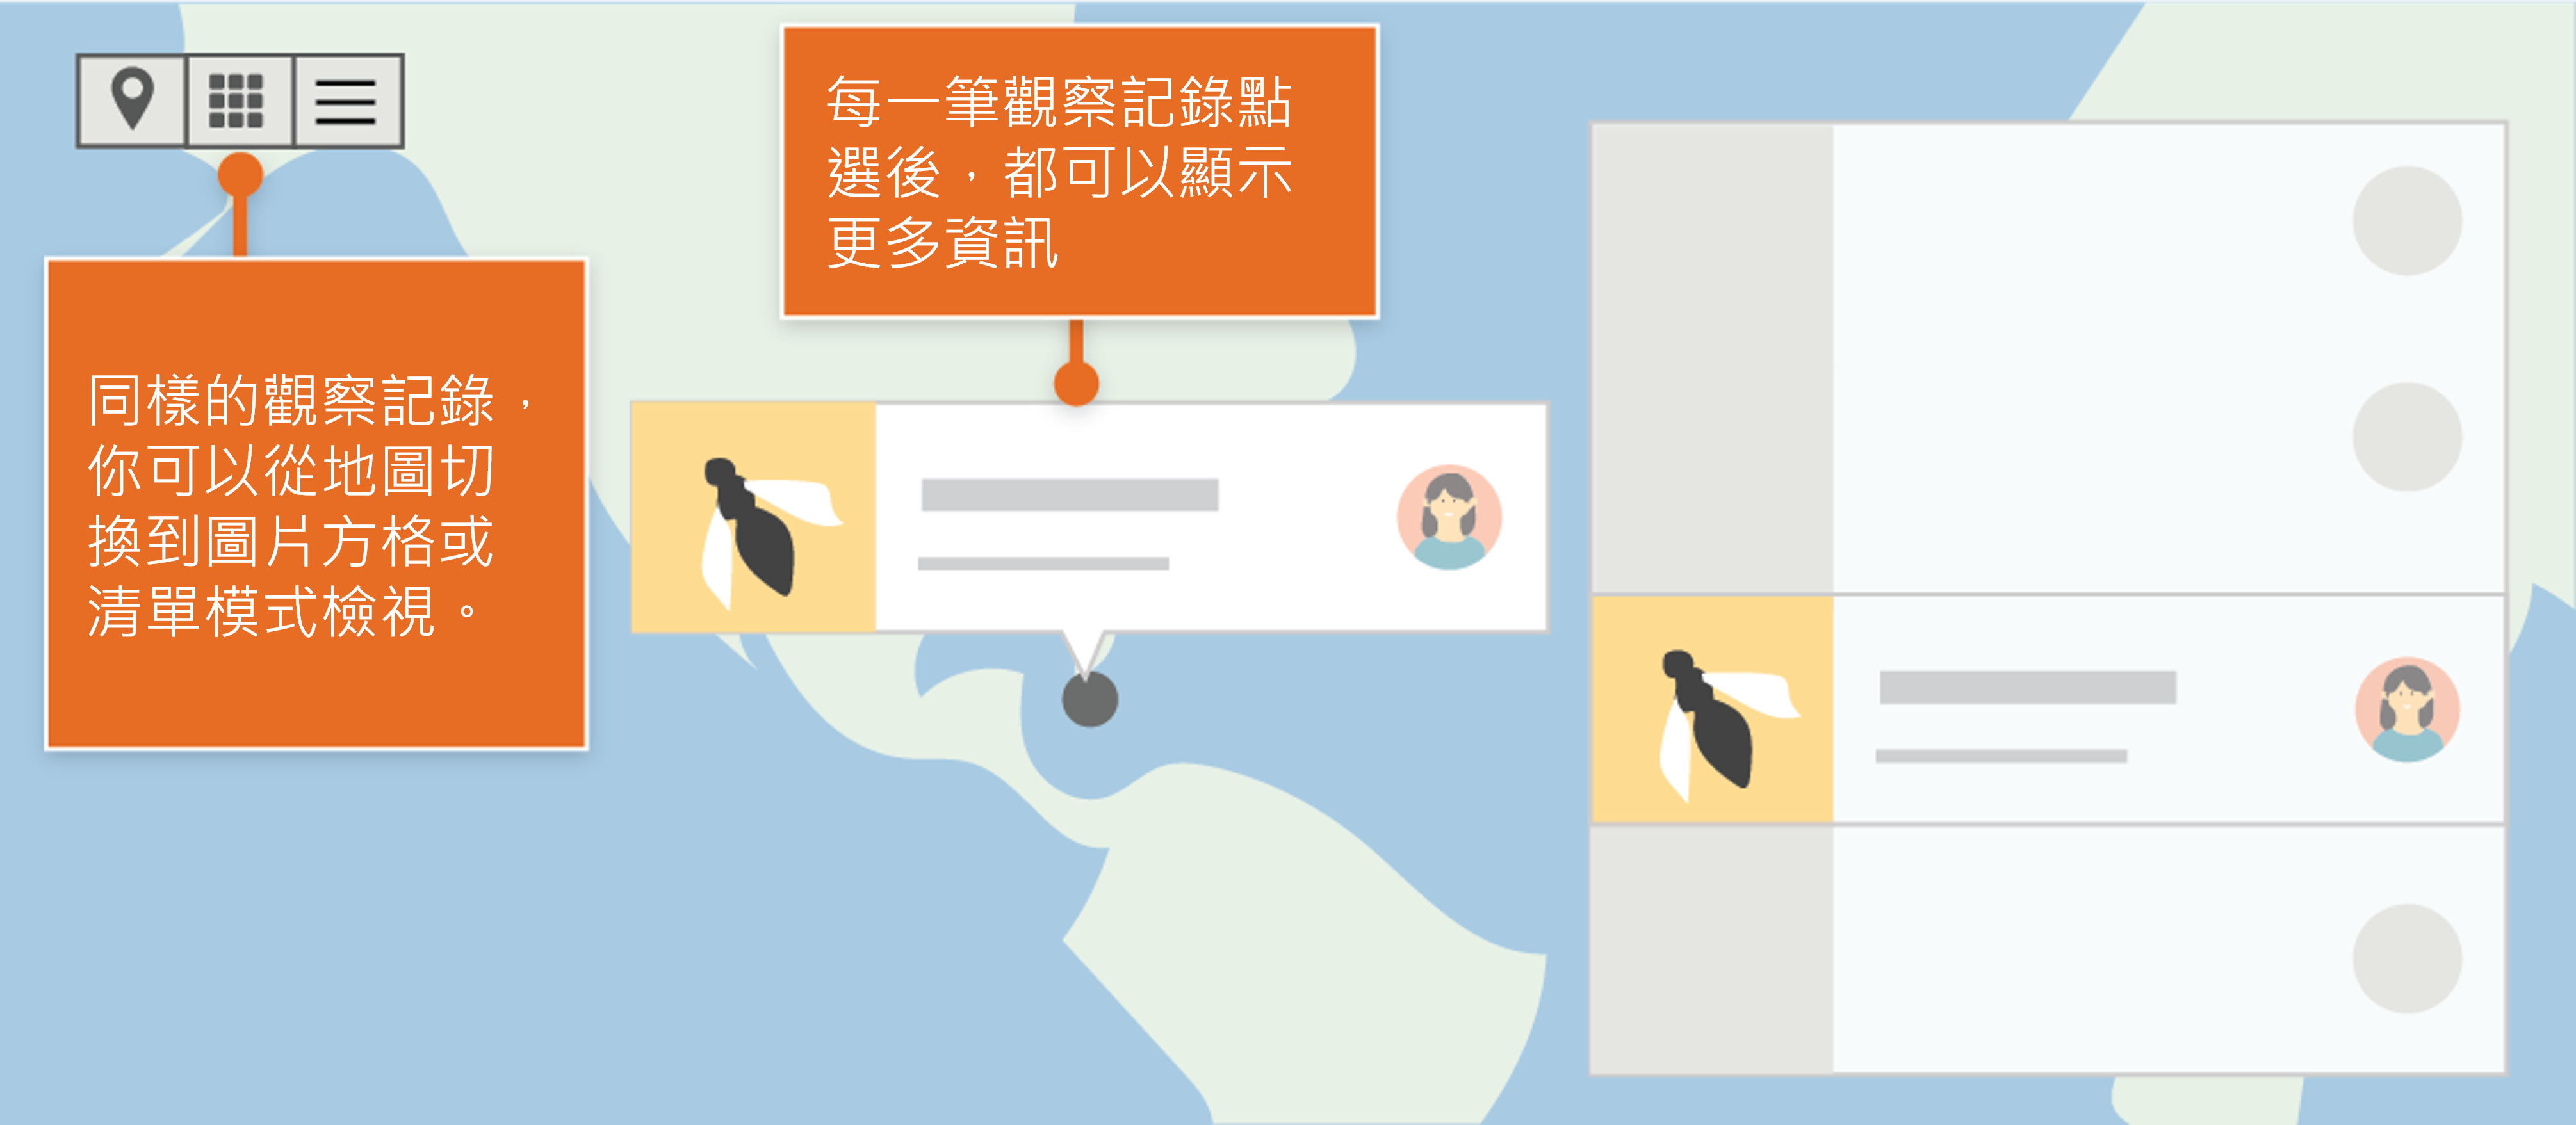 每一筆觀察記錄點
選後，都可以顯示
更多資訊
同樣的觀察記錄，
你可以從地圖切
換到圖片方格或
清單模式檢視。